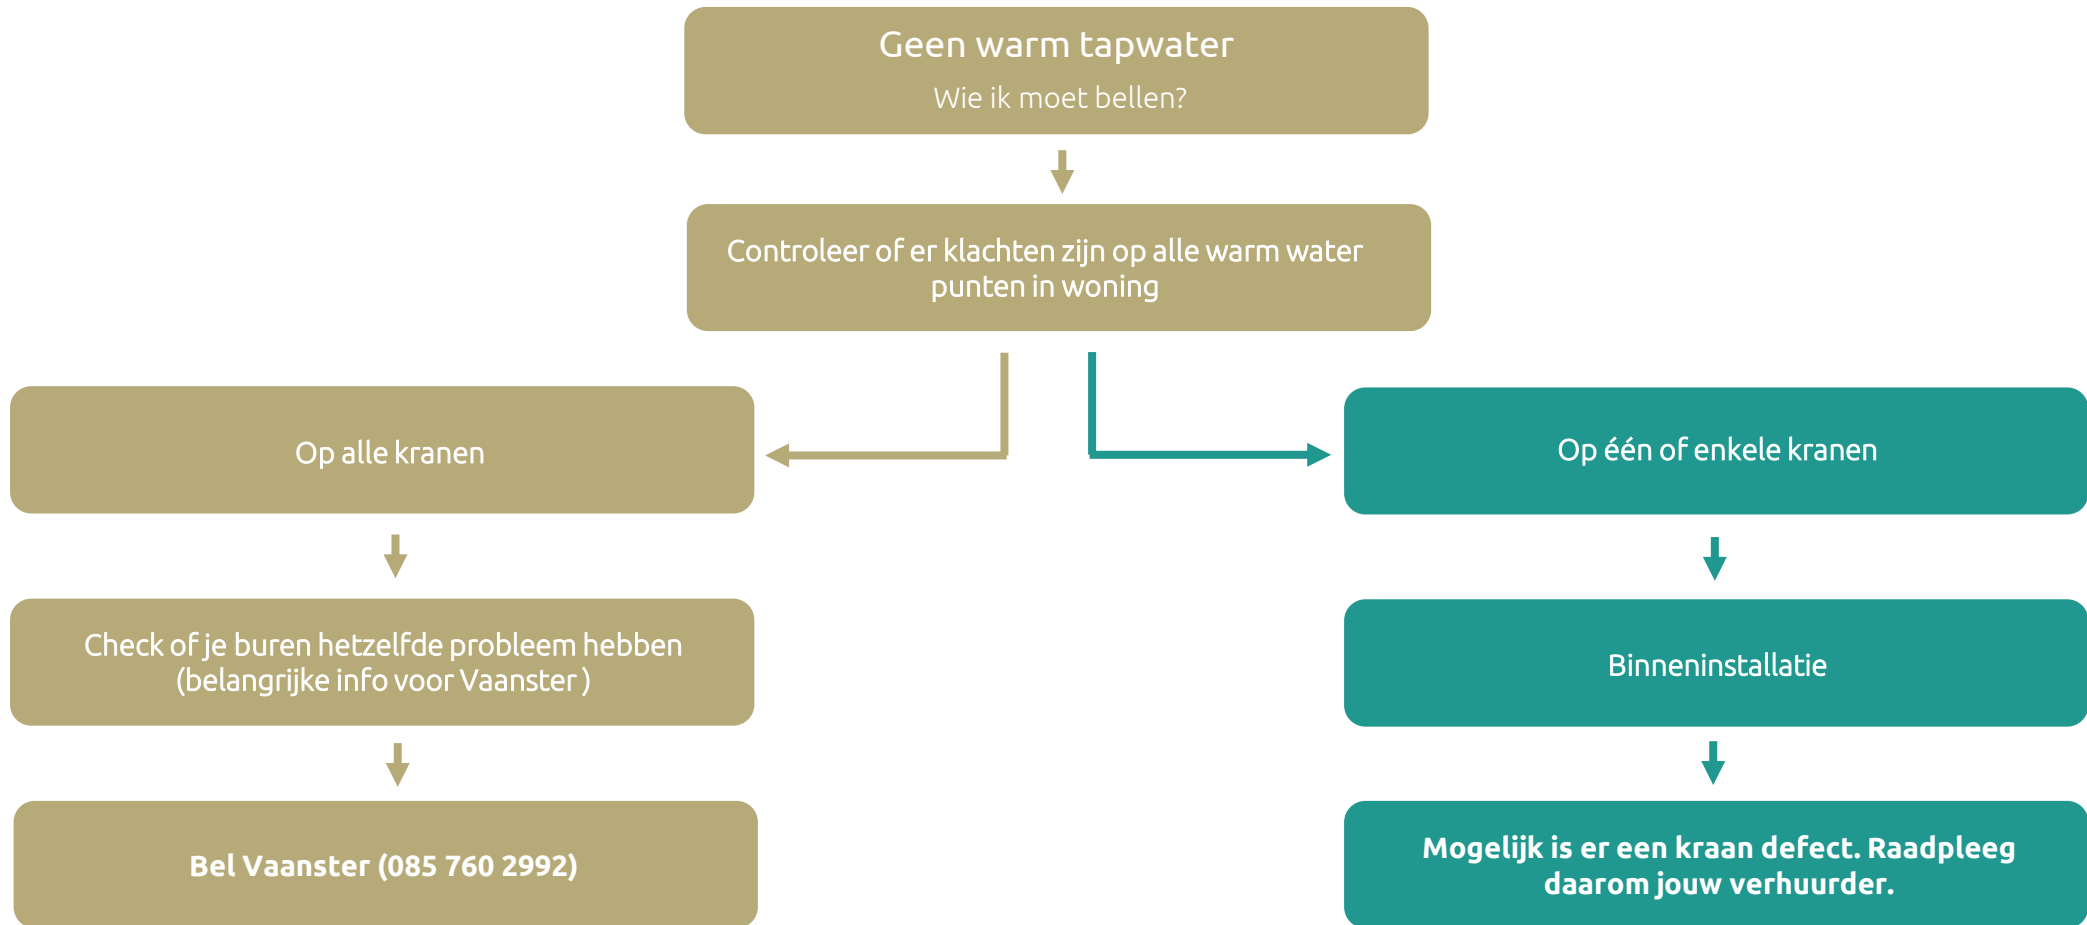 Geen warm tapwater
Wie ik moet bellen?
Controleer of er klachten zijn op alle warm water
punten in woning
Op alle kranen
Op één of enkele kranen
Check of je buren hetzelfde probleem hebben
(belangrijke info voor Vaanster )
Binneninstallatie
Bel Vaanster (085 760 2992)
Mogelijk is er een kraan defect. Raadpleeg
daarom jouw verhuurder.